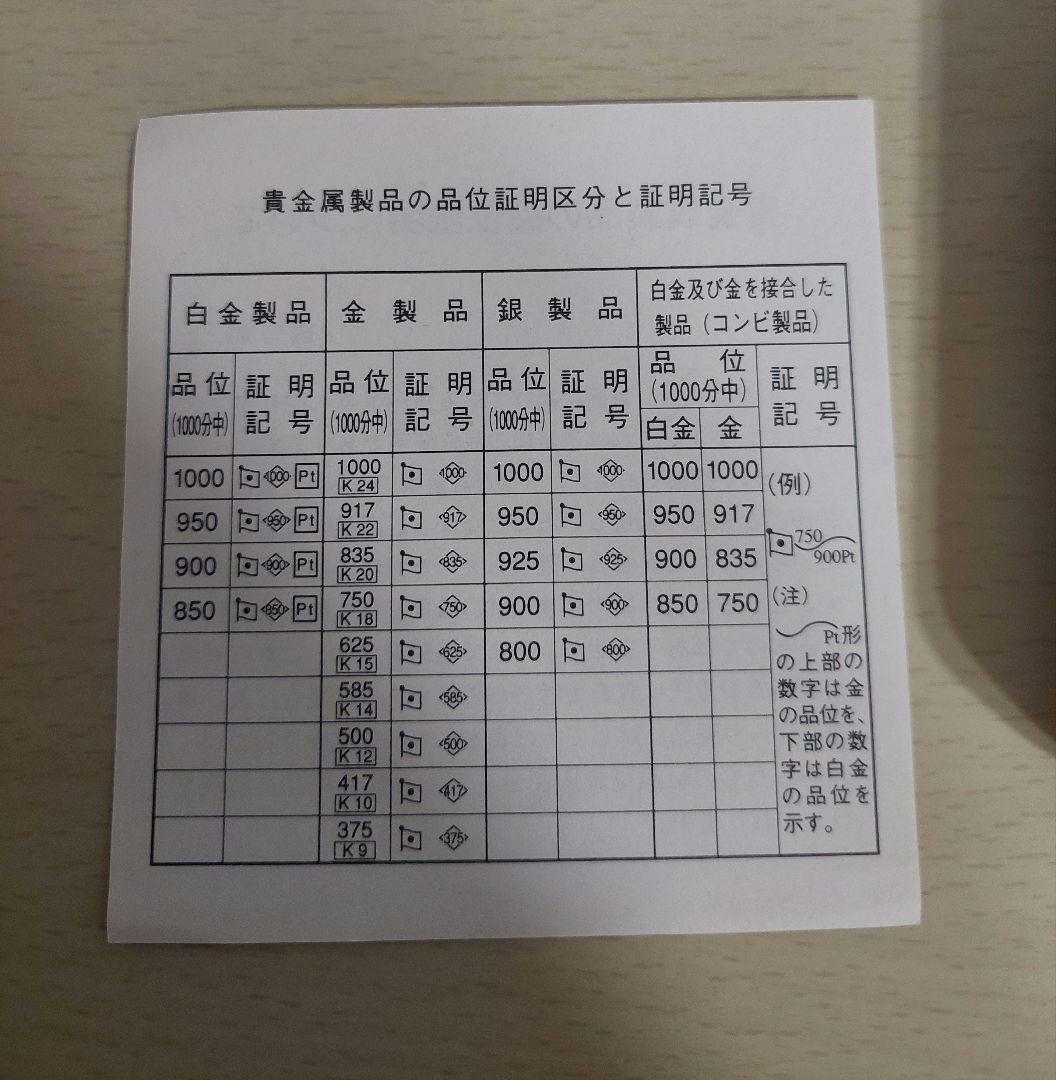 貴金属製品の品位証明区分と証明記号
白金製品 金製品 銀製品 白金及び金を接合した
製品（コンビ製品）
品位 証明 品位 証明 品位 証明 品位 証明
(1000分中) 記号 (1000分中) 記号 (1000分中) 記号 (1000分中) 記号
白金 金
1000 1000 Pt 1000 1000 1000 1000 1000 1000 (例)
K 24
950 950 Pt 917 917 950 950 950 917
K 22
900 900 Pt 835 835 925 925 900 835 750
K 20 900Pt
850 850 Pt 750 750 900 900 850 750 (注)
K 18
625 625 800 800 Pt形
K 15 の上部の
585 585 数字は金
K 14 の品位を、
500 500 下部の数
K 12 字は白金
417 417 の品位を
K 10 示す。
375 375
K 9